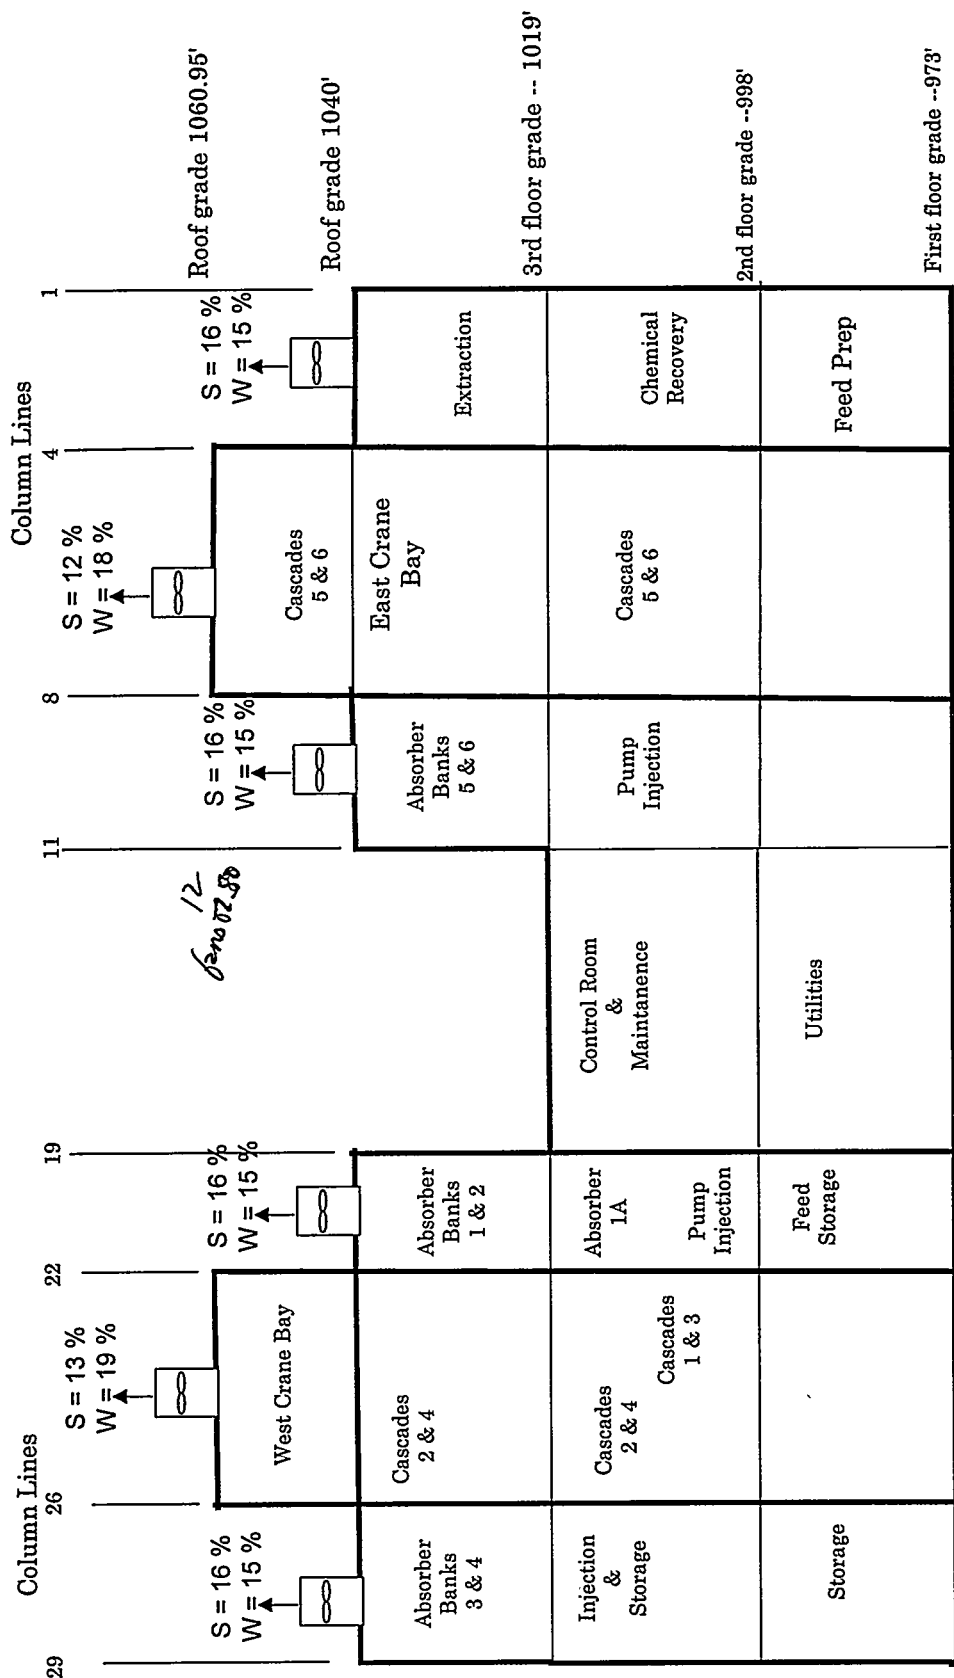 Column Lines
Column Lines
29
26
22
19
11
8
4
1
S = 16 %
W = 15 %
S = 13 %
W = 19 %
S = 16 %
W = 15 %
S = 16 %
W = 15 %
S = 12 %
W = 18 %
S = 16 %
W = 15 %
Roof grade 1060.95'
Roof grade 1040'
3rd floor grade -- 1019'
2nd floor grade --998'
First floor grade --973'
12
West Crane Bay
Cascades
5 & 6
Absorber
Banks
3 & 4
Cascades
2 & 4
Absorber
Banks
1 & 2
Absorber
Banks
5 & 6
East Crane
Bay
Extraction
Injection
&
Storage
Cascades
2 & 4
Cascades
1 & 3
Absorber
1A
Pump
Injection
Control Room
&
Maintanence
Pump
Injection
Cascades
5 & 6
Chemical
Recovery
Storage
Feed
Storage
Utilities
Feed Prep